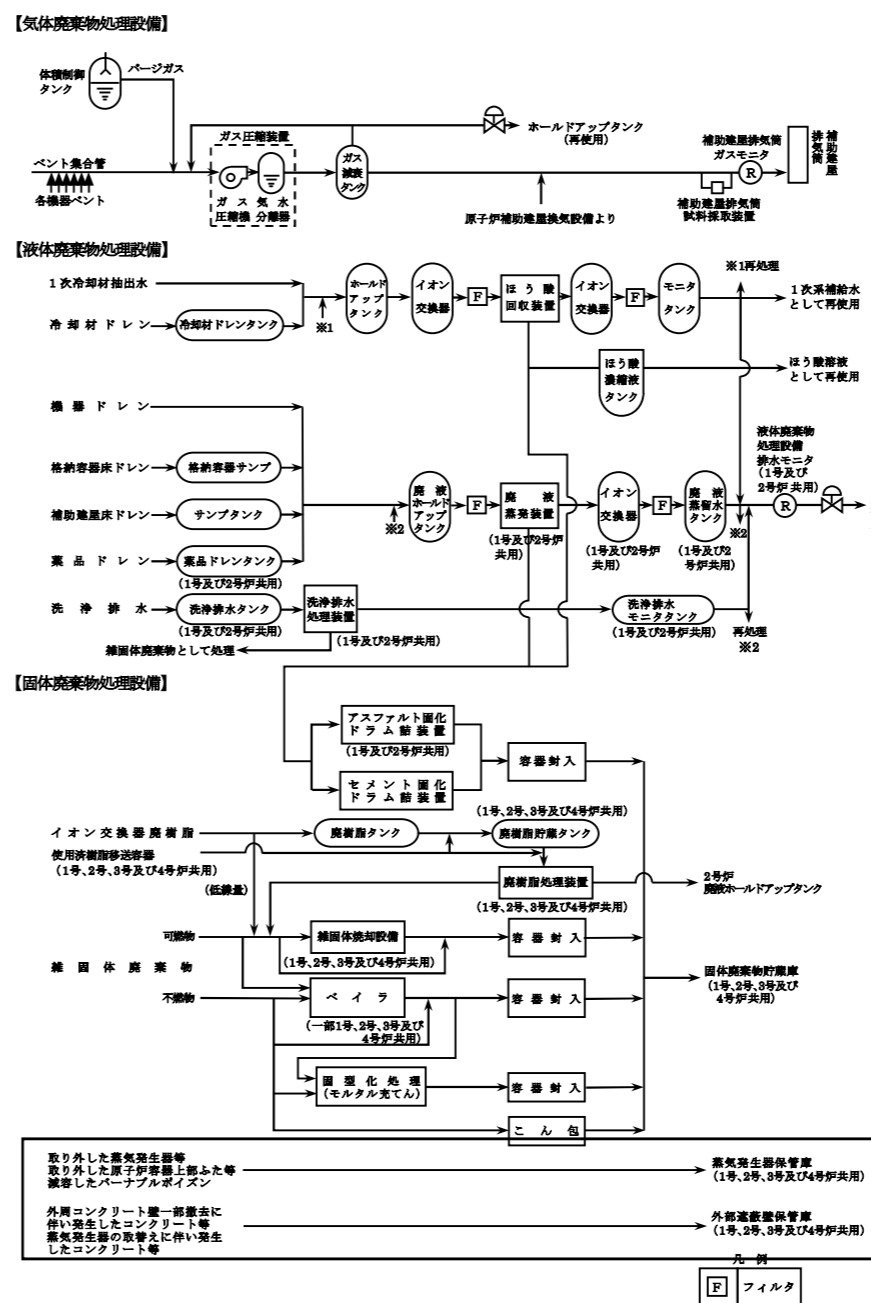 【気体廃棄物処理設備】
体積制御
タンク
パージガス
ベント集合管
各機器ベント
ガス圧縮装置
ガス
圧縮機
気水
分離器
ガス
減衰
タンク
ホールドアップタンク
(再使用)
原子炉補助建屋換気設備より
補助建屋排気筒
ガスモニタ
R
補助建屋排気筒
試料採取装置
補助建屋
排気筒
【液体廃棄物処理設備】
1次冷却材抽出水
冷却材ドレン
冷却材ドレンタンク
※1
ホールド
アップ
タンク
イオン
交換器
F
ほう酸
回収装置
イオン
交換器
F
モニタ
タンク
※1再処理
1次系補給水
として再使用
ほう酸
濃縮液
タンク
ほう酸溶液
として再使用
機器ドレン
格納容器床ドレン
格納容器サンプ
補助建屋床ドレン
サンプタンク
薬品ドレン
薬品ドレンタンク
(1号及び2号炉共用)
※2
廃液
ホールド
アップ
タンク
F
廃液
蒸発装置
(1号及び2号炉
共用)
イオン
交換器
(1号及び2号炉
共用)
F
廃液
蒸留水
タンク
(1号及び2
号炉共用)
※2
液体廃棄物
処理設備
排水モニタ
(1号及び
2号炉共用)
R
洗浄排水
洗浄排水タンク
(1号及び2号炉共用)
洗浄排水
処理装置
(1号及び2号炉共用)
雑固体廃棄物として処理
洗浄排水
モニタタンク
(1号及び2号炉共用)
再処理
※2
【固体廃棄物処理設備】
アスファルト固化
ドラム詰装置
(1号及び2号炉共用)
セメント固化
ドラム詰装置
容器封入
イオン交換器廃樹脂
廃樹脂タンク
(1号、2号、3号及び4号炉共用)
廃樹脂貯蔵タンク
使用済樹脂移送容器
(1号、2号、3号及び4号炉共用)
(低線量)
廃樹脂処理装置
(1号、2号、3号及び4号炉共用)
2号炉
廃液ホールドアップタンク
可燃物
雑固体焼却設備
(1号、2号、3号及び4号炉共用)
容器封入
雑固体廃棄物
不燃物
ベイラ
(一部1号、2号、3号及び
4号炉共用)
容器封入
固体廃棄物貯蔵庫
(1号、2号、3号及び
4号炉共用)
固型化処理
(モルタル充てん)
容器封入
こん包
取り外した蒸気発生器等
取り外した原子炉容器上部ふた等
減容したバーナブルポイズン
蒸気発生器保管庫
(1号、2号、3号及び4号炉共用)
外周コンクリート壁一部撤去に
伴い発生したコンクリート等
蒸気発生器の取替えに伴い発生
したコンクリート等
外部遮蔽壁保管庫
(1号、2号、3号及び4号炉共用)
凡例
F フィルタ